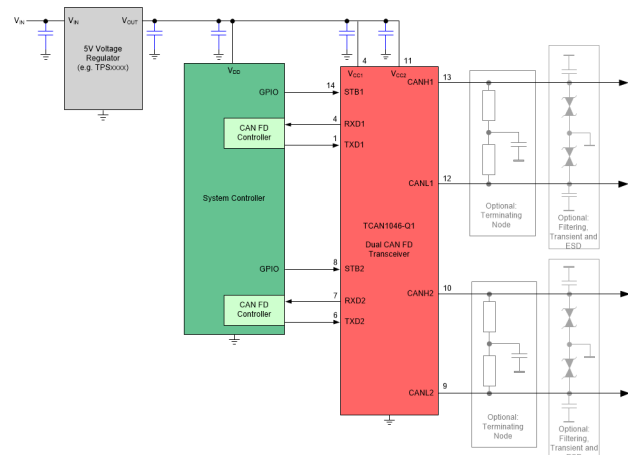 VIN
VIN
VOUT
5V Voltage
Regulator
(e.g. TPSxxxx)
VDD
4
11
VCC1
VCC2
GPIO
14
STB1
CANH1
13
CAN FD
Controller
4
RXD1
1
TXD1
CANL1
12
System Controller
TCAN1046-Q1
Dual CAN FD
Transceiver
Optional:
Terminating
Node
Optional:
Filtering,
Transient and
ESD
GPIO
8
STB2
CANH2
10
CAN FD
Controller
7
RXD2
6
TXD2
CANL2
9
Optional:
Terminating
Node
Optional:
Filtering,
Transient and